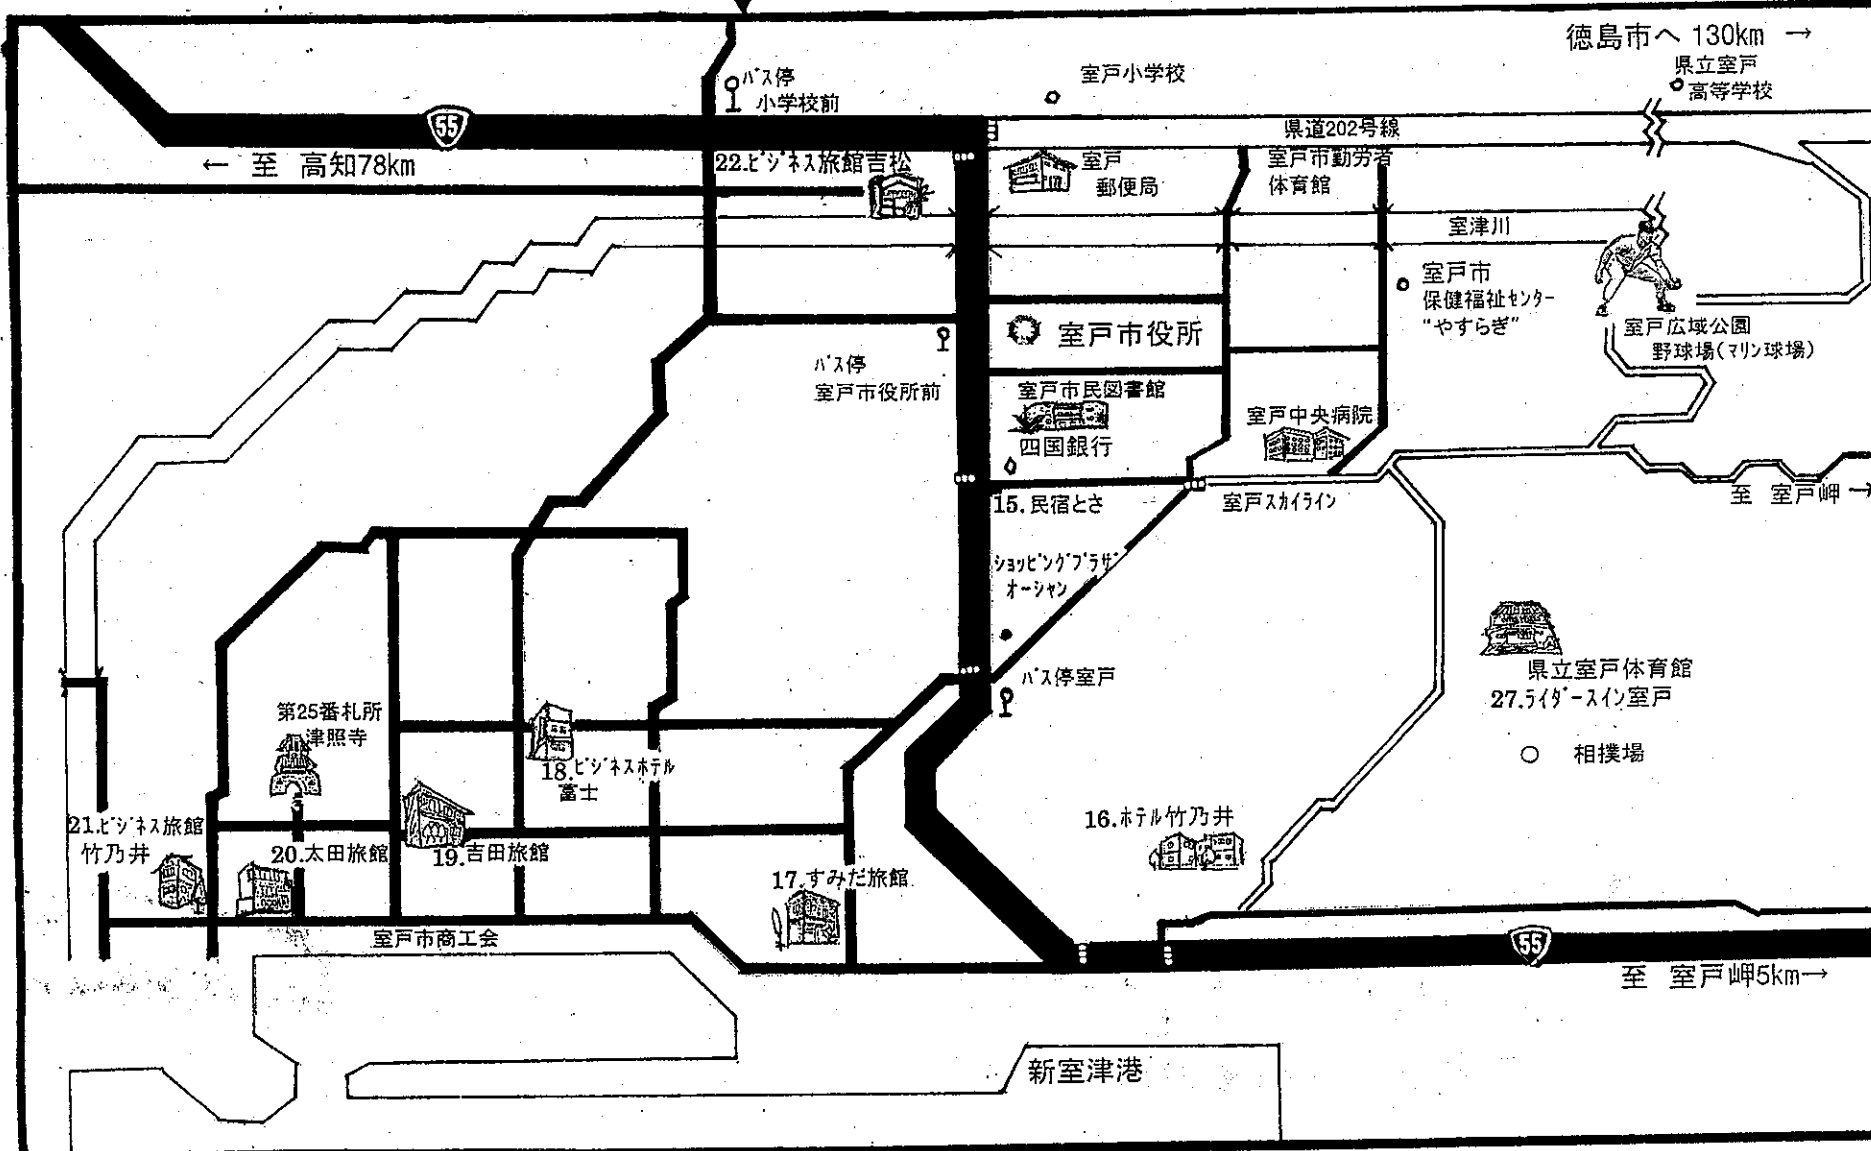 徳島市へ 130km →
県立室戸
高等学校
室戸小学校
バス停
小学校前
55
県道202号線
← 至 高知78km
22.ビジネス旅館吉松
室戸
郵便局
室戸市勤労者
体育館
室津川
室戸市
保健福祉センター
“やすらぎ”
室戸広域公園
野球場(マリン球場)
室戸市役所
バス停
室戸市役所前
室戸市民図書館
四国銀行
室戸中央病院
15.民宿とさ
室戸スカイライン
至 室戸岬 →
ショッピングプラザ
オーシャン
バス停室戸
県立室戸体育館
27.ライダースイン室戸
相撲場
第25番札所
津照寺
18.ビジネスホテル
富士
16.ホテル竹乃井
21.ビジネス旅館
竹乃井
20.太田旅館
19.吉田旅館
17.すみだ旅館
室戸市商工会
55
至 室戸岬5km→
新室津港